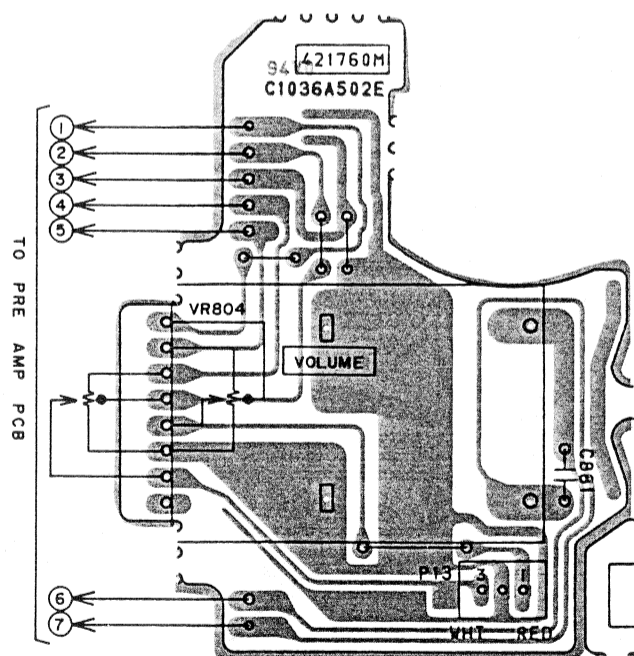 421760M
C1036A502E
1
2
3
4
5
TO PRE AMP PCB
VR804
VOLUME
C881
P13
3
1
WHT RED
6
7